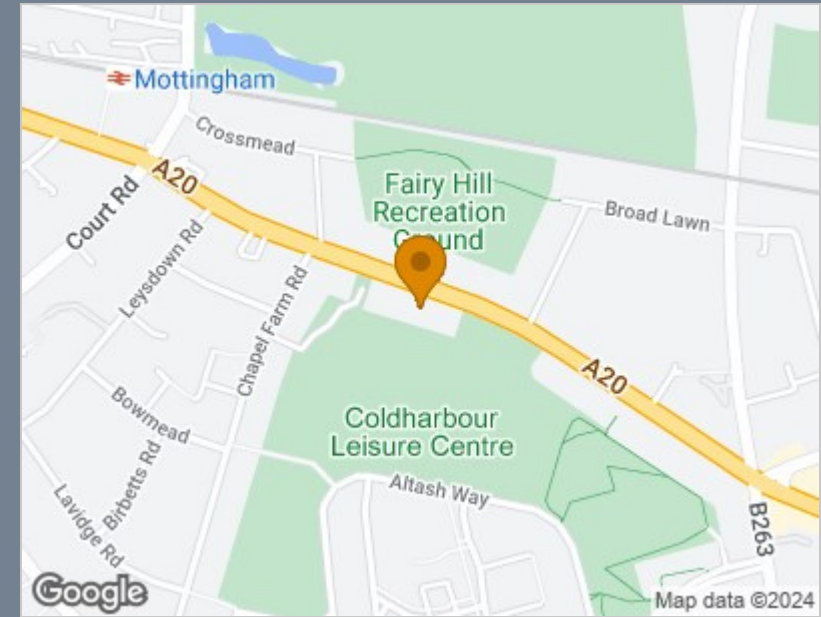 Mottingham
Crossmead
A20
Court Rd
Fairy Hill
Recreation
Ground
Broad Lawn
Leysdown Rd
Chapel Farm Rd
A20
Bowmead
Coldharbour
Leisure Centre
Birbetts Rd
Altash Way
Lavidge Rd
B263
Google
Map data ©2024